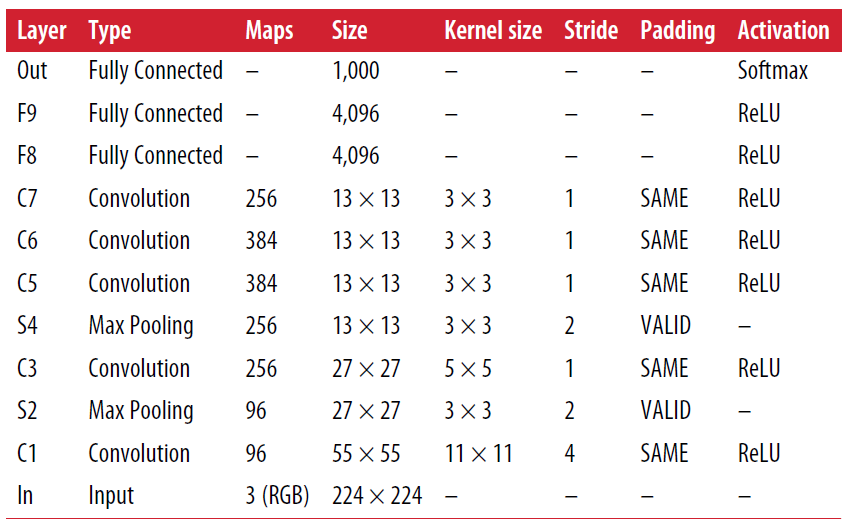 Layer Type Maps Size Kernel size Stride Padding Activation
Out Fully Connected – 1,000 – – – Softmax
F9 Fully Connected – 4,096 – – – ReLU
F8 Fully Connected – 4,096 – – – ReLU
C7 Convolution 256 13 × 13 3 × 3 1 SAME ReLU
C6 Convolution 384 13 × 13 3 × 3 1 SAME ReLU
C5 Convolution 384 13 × 13 3 × 3 1 SAME ReLU
S4 Max Pooling 256 13 × 13 3 × 3 2 VALID –
C3 Convolution 256 27 × 27 5 × 5 1 SAME ReLU
S2 Max Pooling 96 27 × 27 3 × 3 2 VALID –
C1 Convolution 96 55 × 55 11 × 11 4 SAME ReLU
In Input 3 (RGB) 224 × 224 – – – –